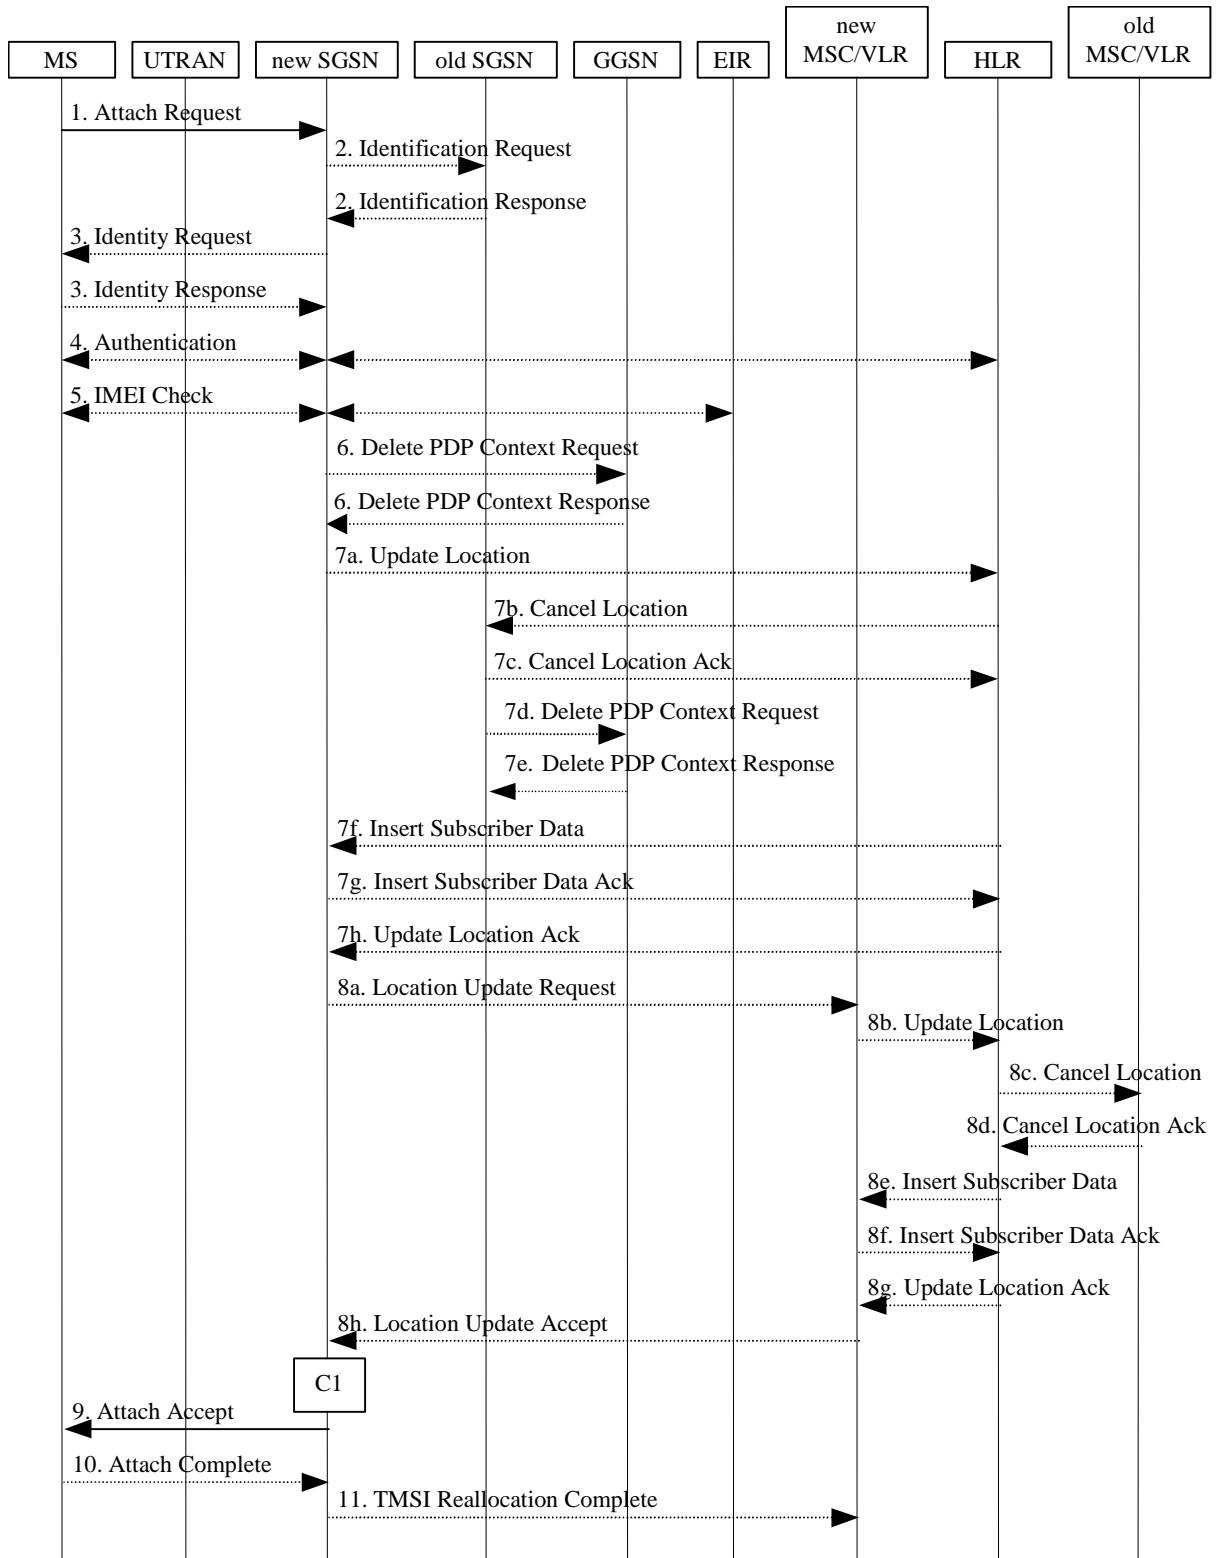 new
old
MS
UTRAN
new SGSN
old SGSN
GGSN
EIR
MSC/VLR
HLR
MSC/VLR
1. Attach Request
2. Identification Request
2. Identification Response
3. Identity Request
3. Identity Response
4. Authentication
5. IMEI Check
6. Delete PDP Context Request
6. Delete PDP Context Response
7a. Update Location
7b. Cancel Location
7c. Cancel Location Ack
7d. Delete PDP Context Request
7e. Delete PDP Context Response
7f. Insert Subscriber Data
7g. Insert Subscriber Data Ack
7h. Update Location Ack
8a. Location Update Request
8b. Update Location
8c. Cancel Location
8d. Cancel Location Ack
8e. Insert Subscriber Data
8f. Insert Subscriber Data Ack
8g. Update Location Ack
8h. Location Update Accept
C1
9. Attach Accept
10. Attach Complete
11. TMSI Reallocation Complete